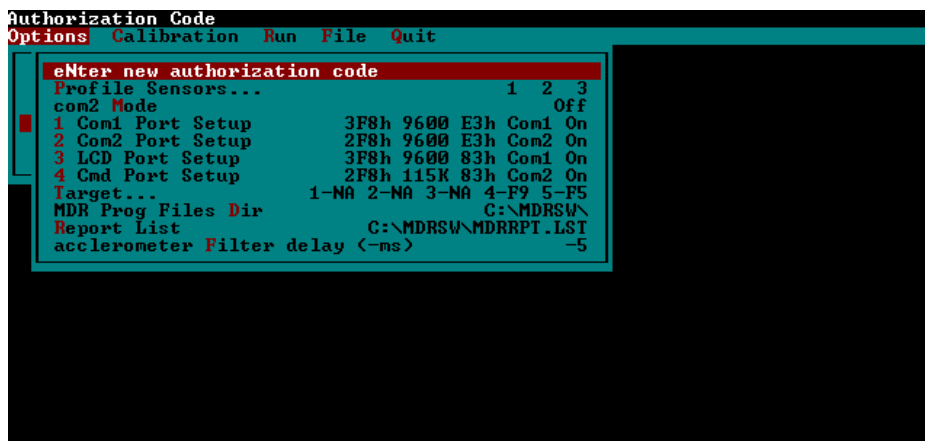 Authorization Code
Options Calibration Run File Quit
eNter new authorization code
Profile Sensors... 1 2 3
com2 Mode Off
1 Com1 Port Setup 3F8h 9600 E3h Com1 On
2 Com2 Port Setup 2F8h 9600 E3h Com2 On
3 LCD Port Setup 3F8h 9600 83h Com1 On
4 Cmd Port Setup 2F8h 115K 83h Com2 On
Target... 1-NA 2-NA 3-NA 4-F9 5-F5
MDR Prog Files Dir C:\MDRSW\
Report List C:\MDRSW\MDRRPT.LST
acclerometer Filter delay (-ms) -5